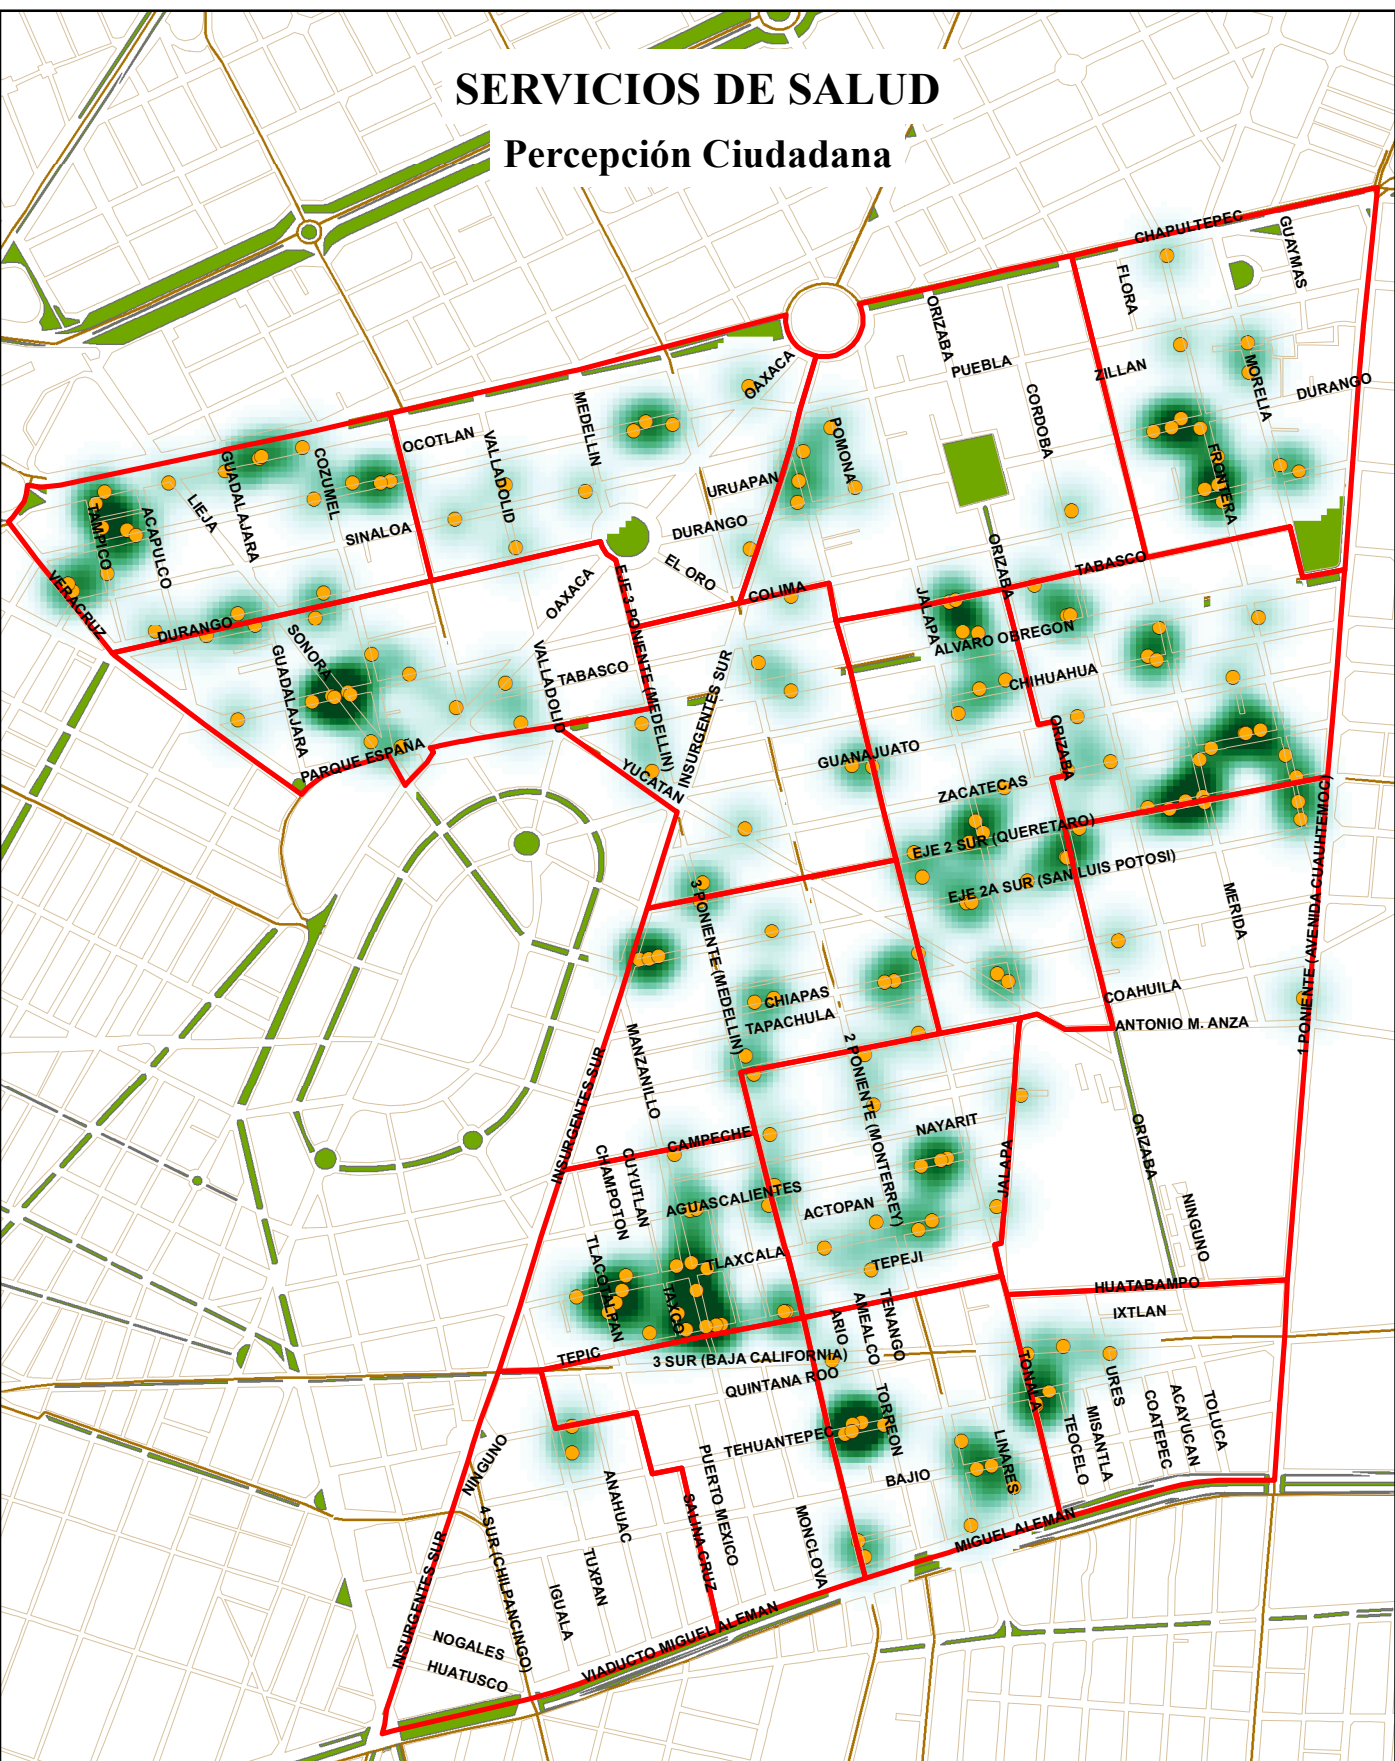 SERVICIOS DE SALUD
Percepción Ciudadana
CHAPULTEPEC
GUAYMAS
FLORA
ORIZABA
PUEBLA
ZILLAN
MORELIA
DURANGO
OAXACA
CORDOBA
MEDELLIN
POMONA
OCOTLAN
VALLADOLID
FRONTERA
GUADALAJARA
COZUMEL
URUAPAN
LIEJA
TAMPICO
ACAPULCO
SINALOA
DURANGO
EL ORO
ORIZABA
TABASCO
VERACRUZ
OAXACA
EJE 3 PONIENTE (MEDELLIN)
COLIMA
JALAPA
DURANGO
SONORA
ALVARO OBREGON
GUADALAJARA
VALLADOLID
TABASCO
INSURGENTES SUR
CHIHUAHUA
ORIZABA
PARQUE ESPAÑA
YUCATAN
GUANAJUATO
ZACATECAS
EJE 2 SUR (QUERETARO)
EJE 2A SUR (SAN LUIS POTOSI)
1 PONIENTE (AVENIDA CUAUHTEMOC)
MERIDA
3 PONIENTE (MEDELLIN)
CHIAPAS
TAPACHULA
COAHUILA
ANTONIO M. ANZA
MANZANILLO
2 PONIENTE (MONTERREY)
INSURGENTES SUR
CAMPECHE
NAYARIT
JALAPA
ORIZABA
CUYUTLAN
CHAMPOTON
AGUASCALIENTES
ACTOPAN
NINGUNO
TLACOTALPAN
TLAXCALA
TEPEJI
TAXCO
HUATABAMPO
IXTLAN
TENANGO
AMEALCO
ARIO
TEPIC
3 SUR (BAJA CALIFORNIA)
QUINTANA ROO
TONALA
URES
TORREON
TEHUANTEPEC
TOLUCA
ACAYUCAN
COATEPEC
MISANTLA
TEOCELO
LINARES
BAJIO
NINGUNO
PUERTO MEXICO
ANAHUAC
SALINA CRUZ
MONCLOVA
MIGUEL ALEMAN
4 SUR (CHILPANCINGO)
INSURGENTES SUR
TUXPAN
IGUALA
VIADUCTO MIGUEL ALEMAN
NOGALES
HUATUSCO